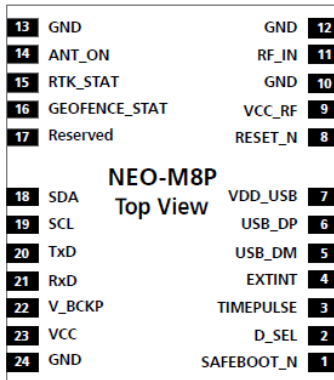 13 GND GND 12
14 ANT_ON RF_IN 11
15 RTK_STAT GND 10
16 GEOFENCE_STAT VCC_RF 9
17 Reserved RESET_N 8
NEO-M8P
Top View
18 SDA VDD_USB 7
19 SCL USB_DP 6
20 TxD USB_DM 5
21 RxD EXTINT 4
22 V_BCKP TIMEPULSE 3
23 VCC D_SEL 2
24 GND SAFEBOOT_N 1